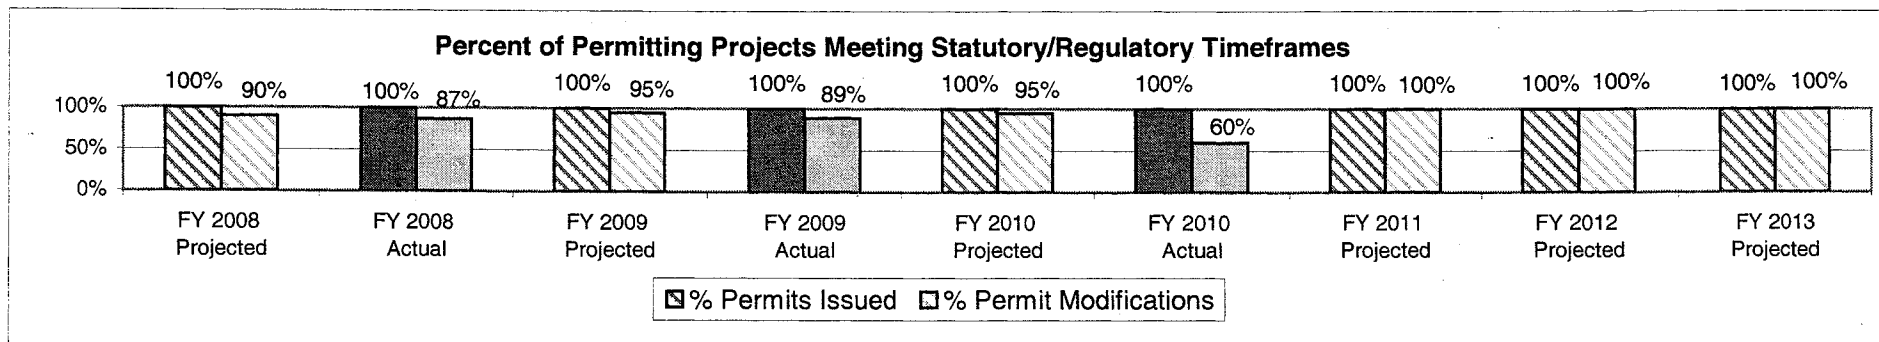 Percent of Permitting Projects Meeting Statutory/Regulatory Timeframes
100% 90% 100% 87% 100% 95% 100% 89% 100% 95% 100% 60% 100% 100% 100% 100% 100% 100%
100%
50%
0%
FY 2008 Projected
FY 2008 Actual
FY 2009 Projected
FY 2009 Actual
FY 2010 Projected
FY 2010 Actual
FY 2011 Projected
FY 2012 Projected
FY 2013 Projected
% Permits Issued % Permit Modifications